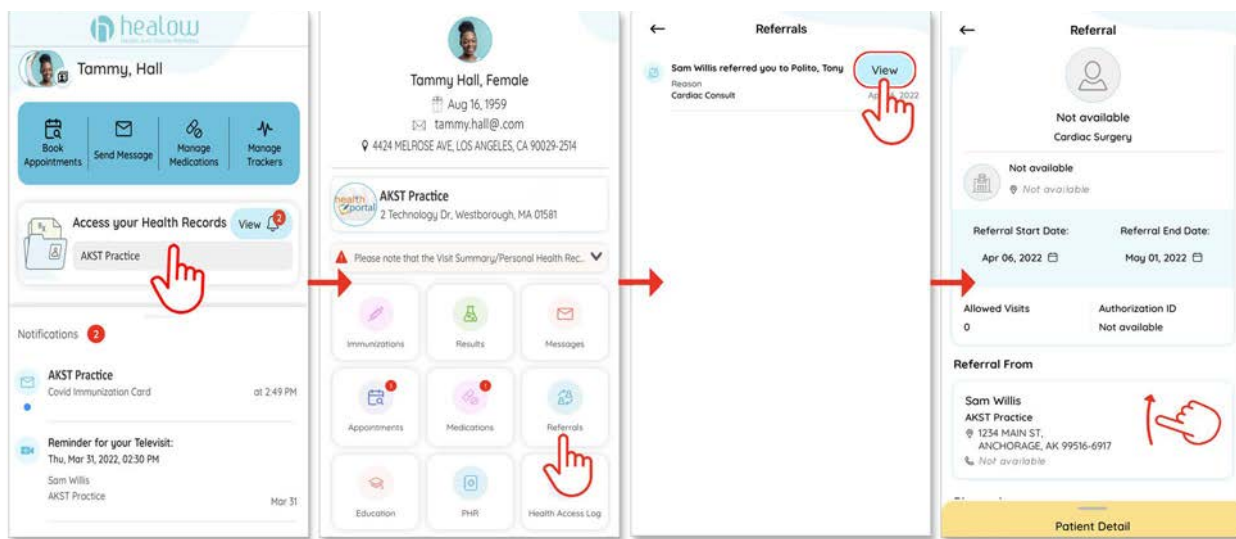 healow
Tammy, Hall
Book
Appointments
Send Message
Manage
Medications
Manage
Trackers
Access your Health Records
View
2
AKST Practice
Notifications 2
AKST Practice
Covid Immunization Card
at 2:49 PM
Reminder for your Televisit:
Thu, Mar 31, 2022, 02:30 PM
Sam Willis
AKST Practice
Mar 31
Tammy Hall, Female
Aug 16, 1959
tammy.hall@.com
4424 MELROSE AVE, LOS ANGELES, CA 90029-2514
health
portal
AKST Practice
2 Technology Dr, Westborough, MA 01581
Please note that the Visit Summary/Personal Health Rec..
Immunizations
Results
Messages
1
Appointments
1
Medications
Referrals
Education
PHR
Health Access Log
Referrals
Sam Willis referred you to Polito, Tony
View
Reason
Cardiac Consult
2022
Referral
Not available
Cardiac Surgery
Not available
Not available
Referral Start Date:
Referral End Date:
Apr 06, 2022
May 01, 2022
Allowed Visits
Authorization ID
0
Not available
Referral From
Sam Willis
AKST Practice
1234 MAIN ST,
ANCHORAGE, AK 99516-6917
Not available
Patient Detail